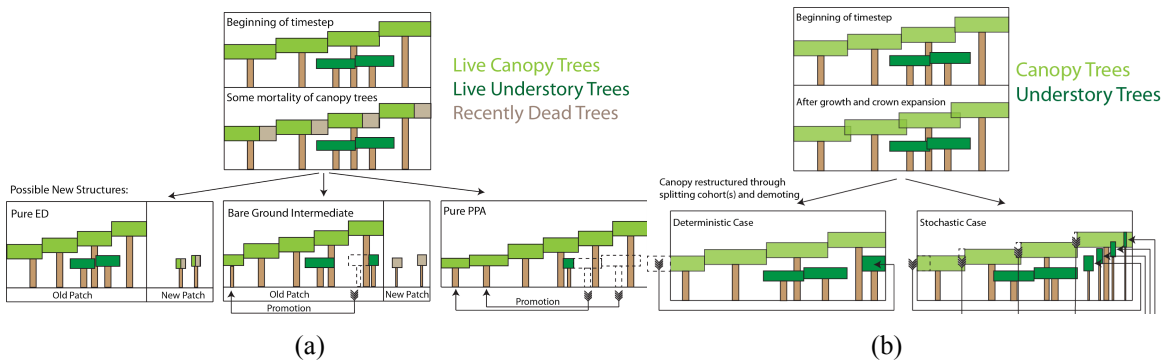 Beginning of timestep
Some mortality of canopy trees
Live Canopy Trees
Live Understory Trees
Recently Dead Trees
Possible New Structures:
Pure ED
Old Patch
New Patch
Bare Ground Intermediate
Old Patch
New Patch
Promotion
Pure PPA
Promotion
(a)
Beginning of timestep
After growth and crown expansion
Canopy Trees
Understory Trees
Canopy restructured through
splitting cohort(s) and demoting
Deterministic Case
Stochastic Case
(b)